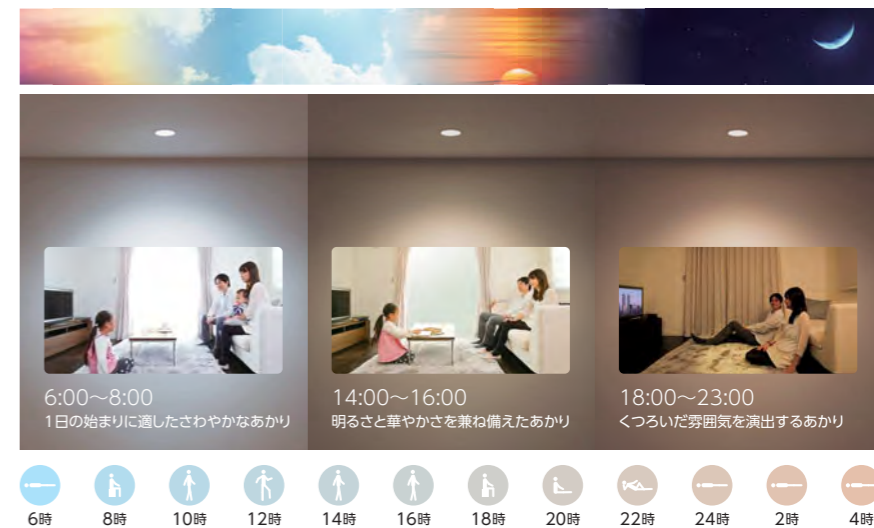 6:00～8:00
1日の始まりに適したさわやかなあかり
14:00～16:00
明るさと華やかさを兼ね備えたあかり
18:00～23:00
くつろいだ雰囲気を演出するあかり
6時 8時 10時 12時 14時 16時 18時 20時 22時 24時 2時 4時